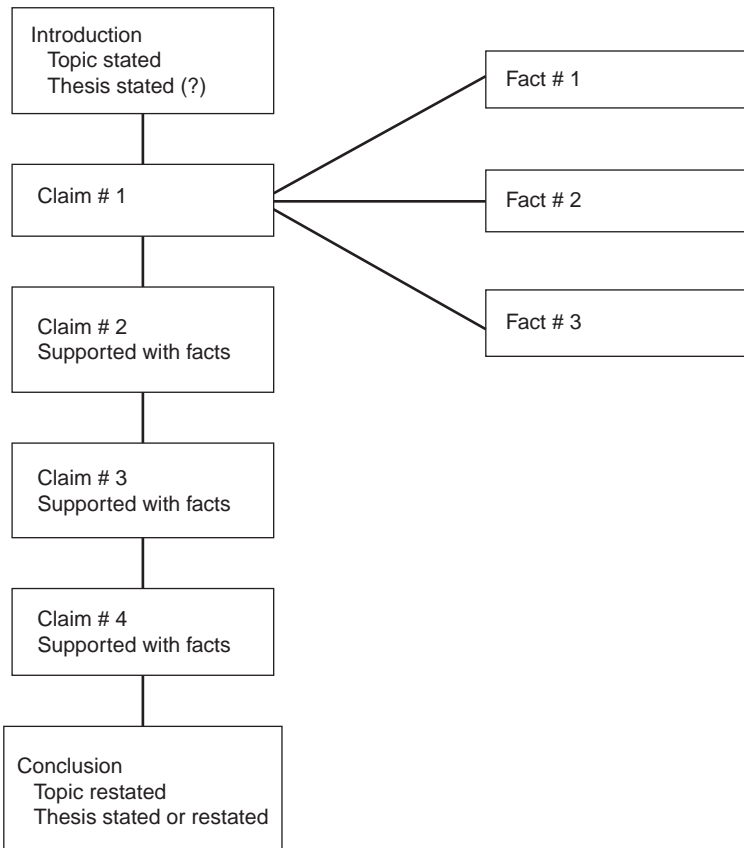 Introduction
Topic stated
Thesis stated (?)
Claim # 1
Fact # 1
Fact # 2
Fact # 3
Claim # 2
Supported with facts
Claim # 3
Supported with facts
Claim # 4
Supported with facts
Conclusion
Topic restated
Thesis stated or restated